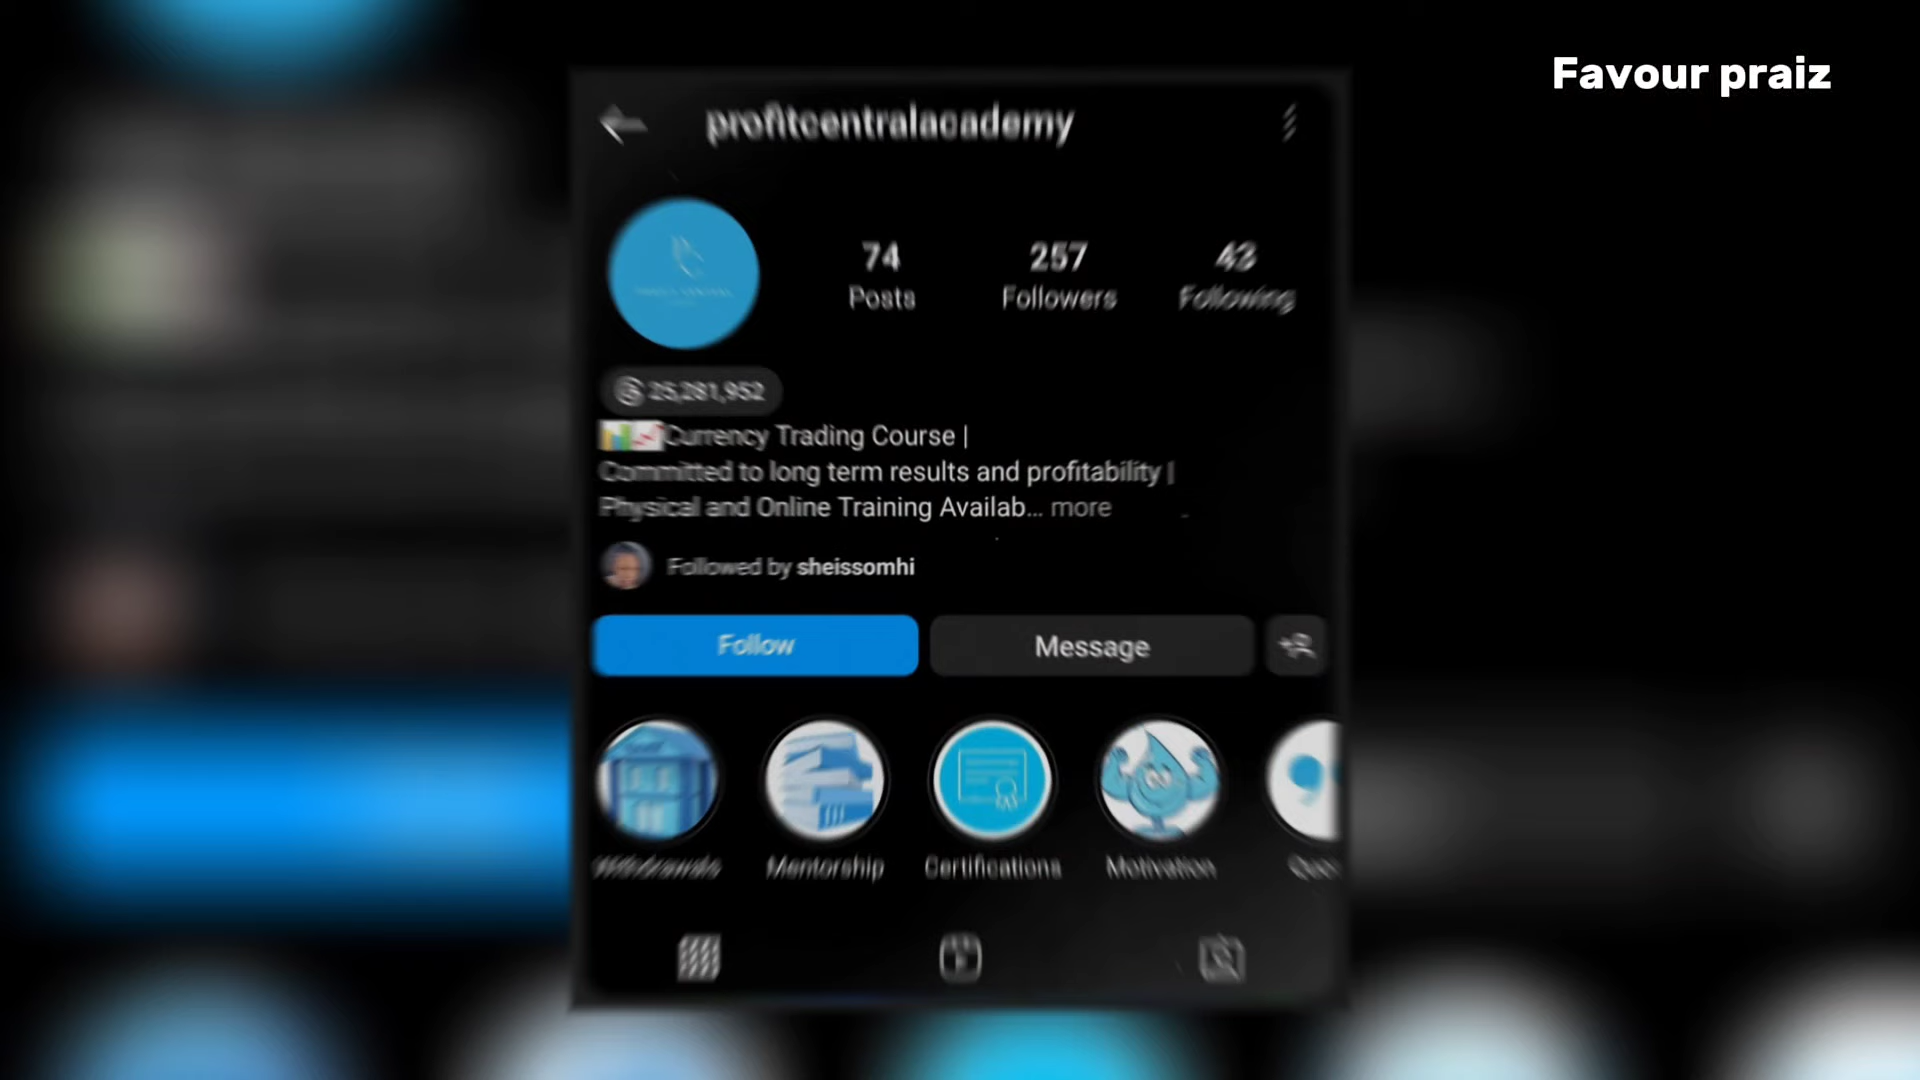 Favour praiz
profitcentralacademy
74
Posts
257
Followers
43
Following
25,281,952
Currency Trading Course |
Committed to long term results and profitability |
Physical and Online Training Availab... more
Followed by sheissomhi
Follow
Message
Withdrawals
Mentorship
Certifications
Motivation